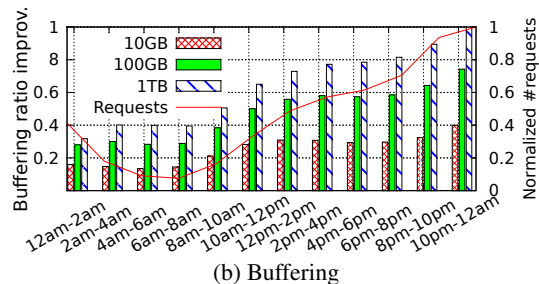 Buffering ratio improv.
1
0.8
0.6
0.4
0.2
10GB
100GB
1TB
Requests
1
0.8
0.6
0.4
0.2
0
Normalized #requests
12am-2am
2am-4am
4am-6am
6am-8am
8am-10am
10am-12pm
12pm-2pm
2pm-4pm
4pm-6pm
6pm-8pm
8pm-10pm
10pm-12am
(b) Buffering